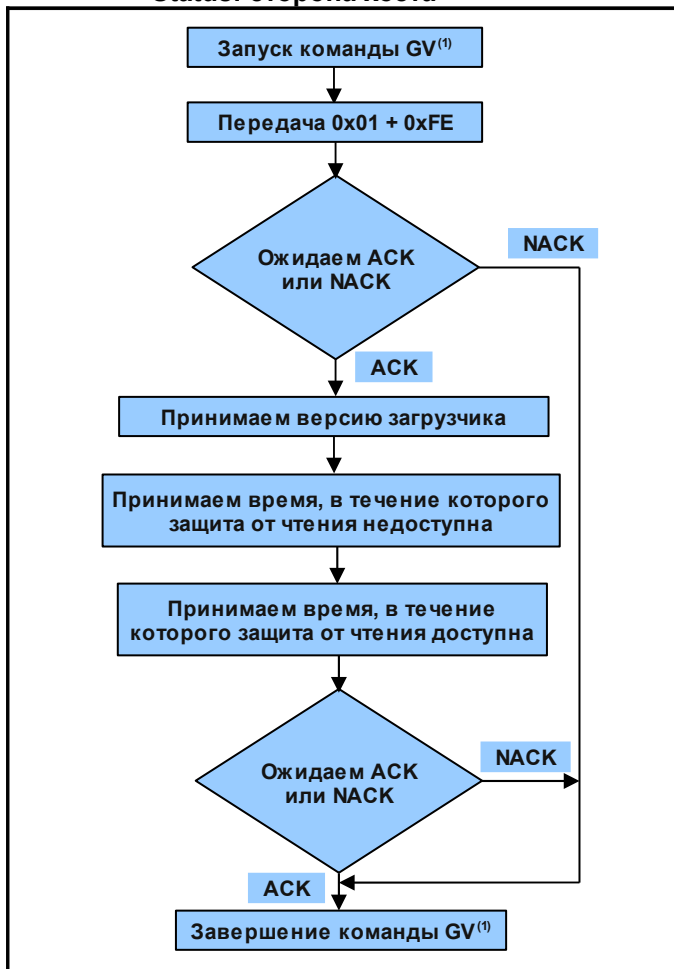 Запуск команды GV(1)
Передача 0x01 + 0xFE
Ожидаем ACK
или NACK
NACK
ACK
Принимаем версию загрузчика
Принимаем время, в течение которого
защита от чтения недоступна
Принимаем время, в течение
которого защита от чтения доступна
Ожидаем ACK
или NACK
NACK
ACK
Завершение команды GV(1)